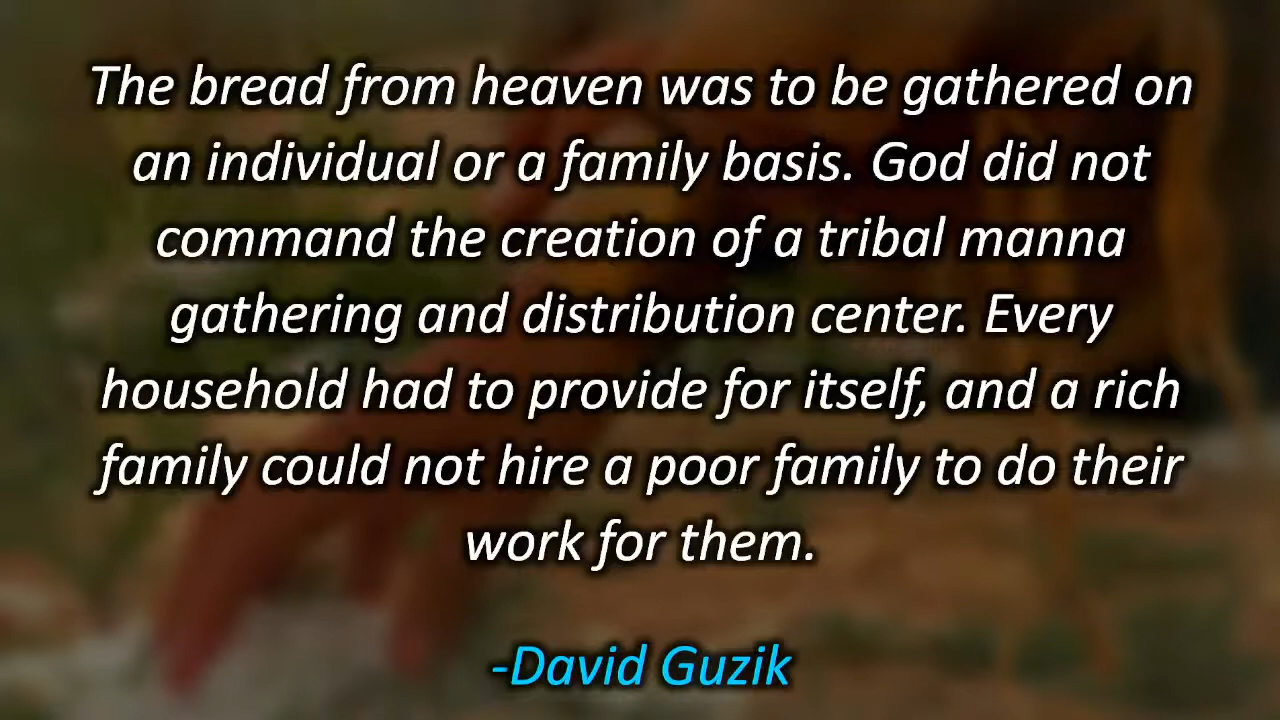 The bread from heaven was to be gathered on
an individual or a family basis. God did not
command the creation of a tribal manna
gathering and distribution center. Every
household had to provide for itself, and a rich
family could not hire a poor family to do their
work for them.
-David Guzik